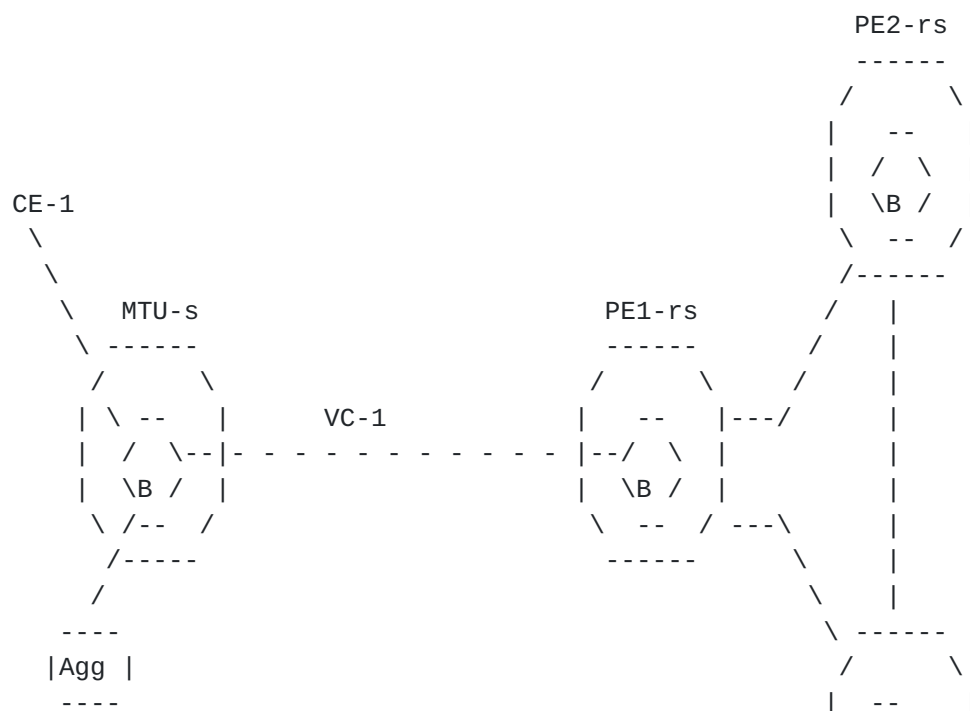 PE2-rs
CE-1
\B /
MTU-s
PE1-rs
VC-1
\B /
\B /
|Agg |